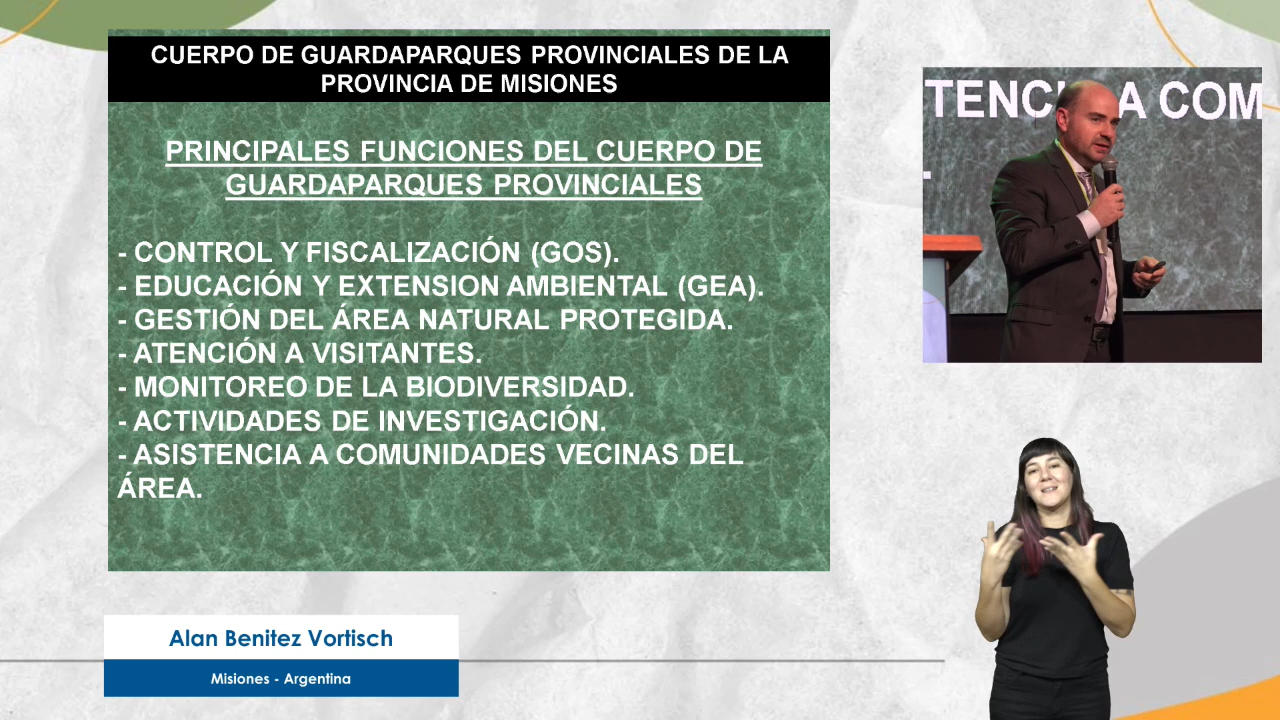 CUERPO DE GUARDAPARQUES PROVINCIALES DE LA
PROVINCIA DE MISIONES
PRINCIPALES FUNCIONES DEL CUERPO DE
GUARDAPARQUES PROVINCIALES
- CONTROL Y FISCALIZACIÓN (GOS).
- EDUCACIÓN Y EXTENSION AMBIENTAL (GEA).
- GESTIÓN DEL ÁREA NATURAL PROTEGIDA.
- ATENCIÓN A VISITANTES.
- MONITOREO DE LA BIODIVERSIDAD.
- ACTIVIDADES DE INVESTIGACIÓN.
- ASISTENCIA A COMUNIDADES VECINAS DEL
ÁREA.
A COM
Alan Benitez Vortisch
Misiones - Argentina